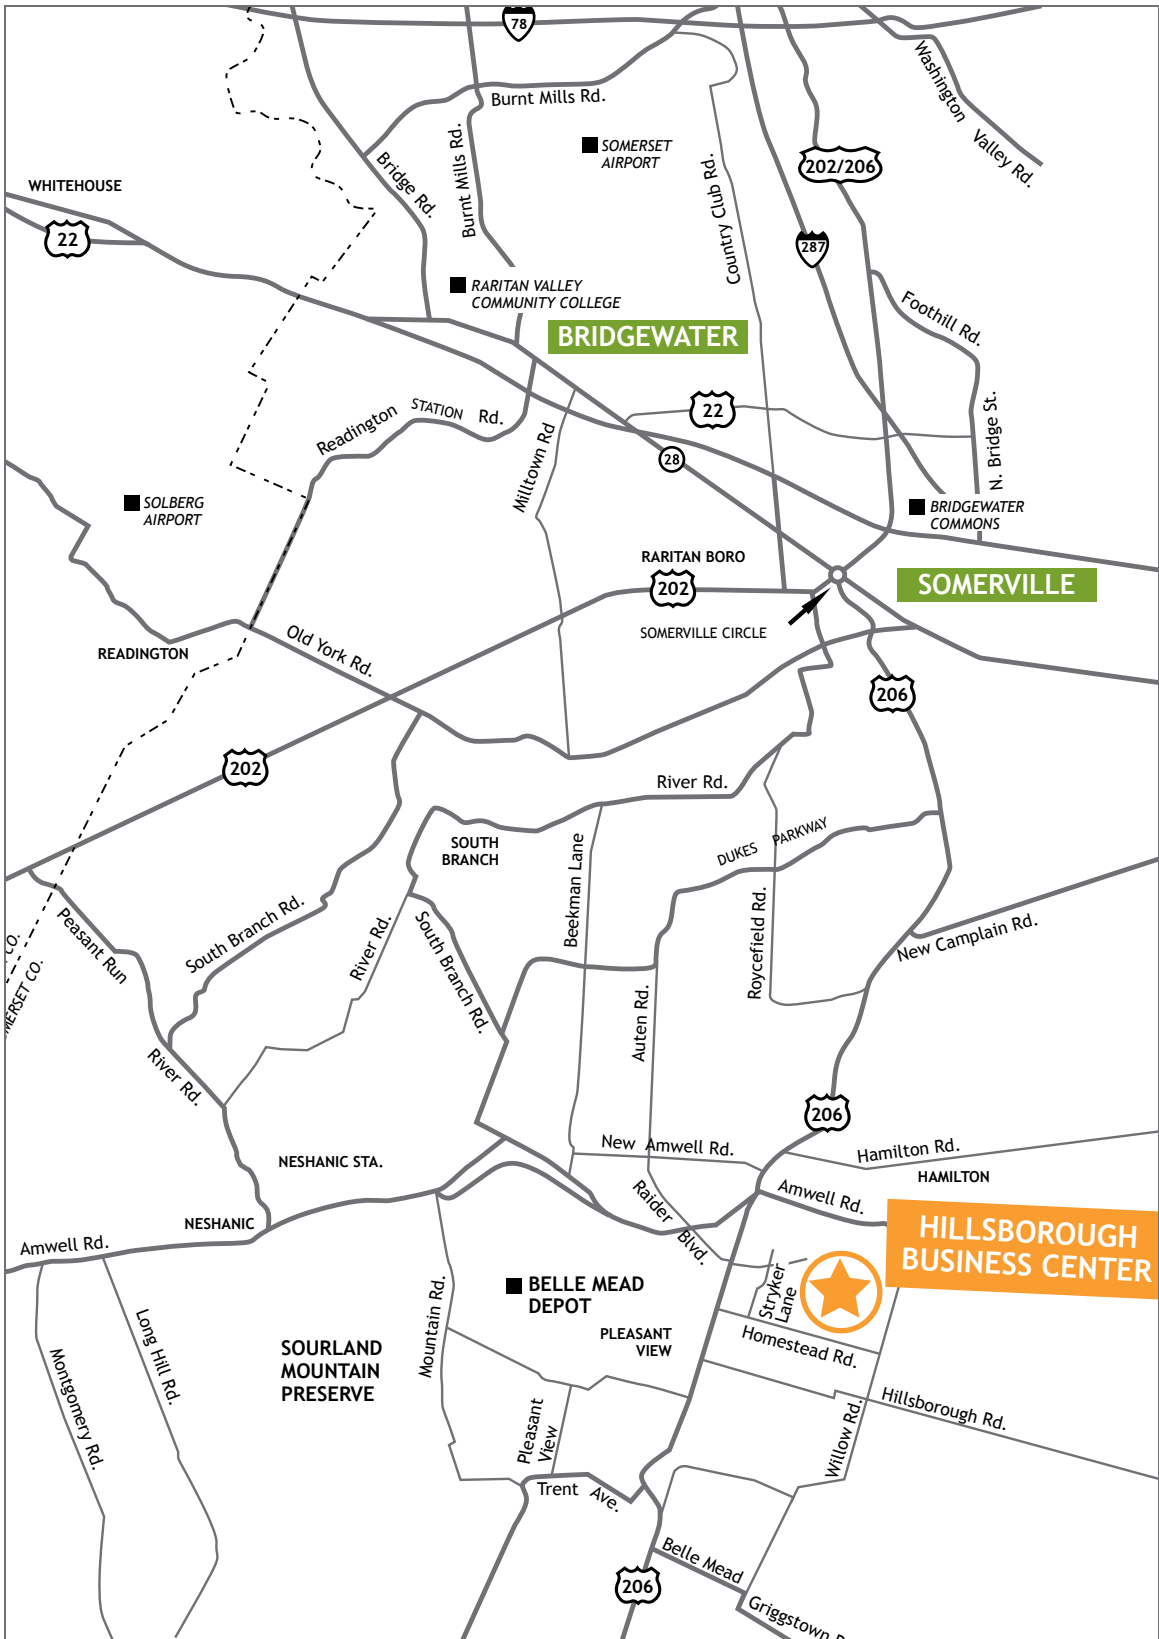 78
Burnt Mills Rd.
Washington
Valley Rd.
SOMERSET
AIRPORT
202/206
Burnt Mills Rd.
Bridge Rd.
Country Club Rd.
WHITEHOUSE
22
287
RARITAN VALLEY
COMMUNITY COLLEGE
Foothill Rd.
BRIDGEWATER
22
Readington STATION Rd.
N. Bridge St.
Milltown Rd
28
SOLBERG
AIRPORT
BRIDGEWATER
COMMONS
RARITAN BORO
202
SOMERVILLE
SOMERVILLE CIRCLE
READINGTON
Old York Rd.
206
202
River Rd.
SOUTH
BRANCH
DUKES PARKWAY
Beekman Lane
Roycefield Rd.
Peasant Run
South Branch Rd.
River Rd.
South Branch Rd.
New Camplain Rd.
CO.
MERSET CO.
Auten Rd.
River Rd.
206
New Amwell Rd.
Hamilton Rd.
HAMILTON
NESHANIC STA.
Raider
Blvd.
Amwell Rd.
NESHANIC
Amwell Rd.
HILLSBOROUGH
BUSINESS CENTER
Stryker
Lane
BELLE MEAD
DEPOT
Mountain Rd.
Long Hill Rd.
PLEASANT
VIEW
Homestead Rd.
SOURLAND
MOUNTAIN
PRESERVE
Montgomery Rd.
Pleasant
View
Hillsborough Rd.
Willow Rd.
Trent Ave.
Belle Mead
206
Griggstown